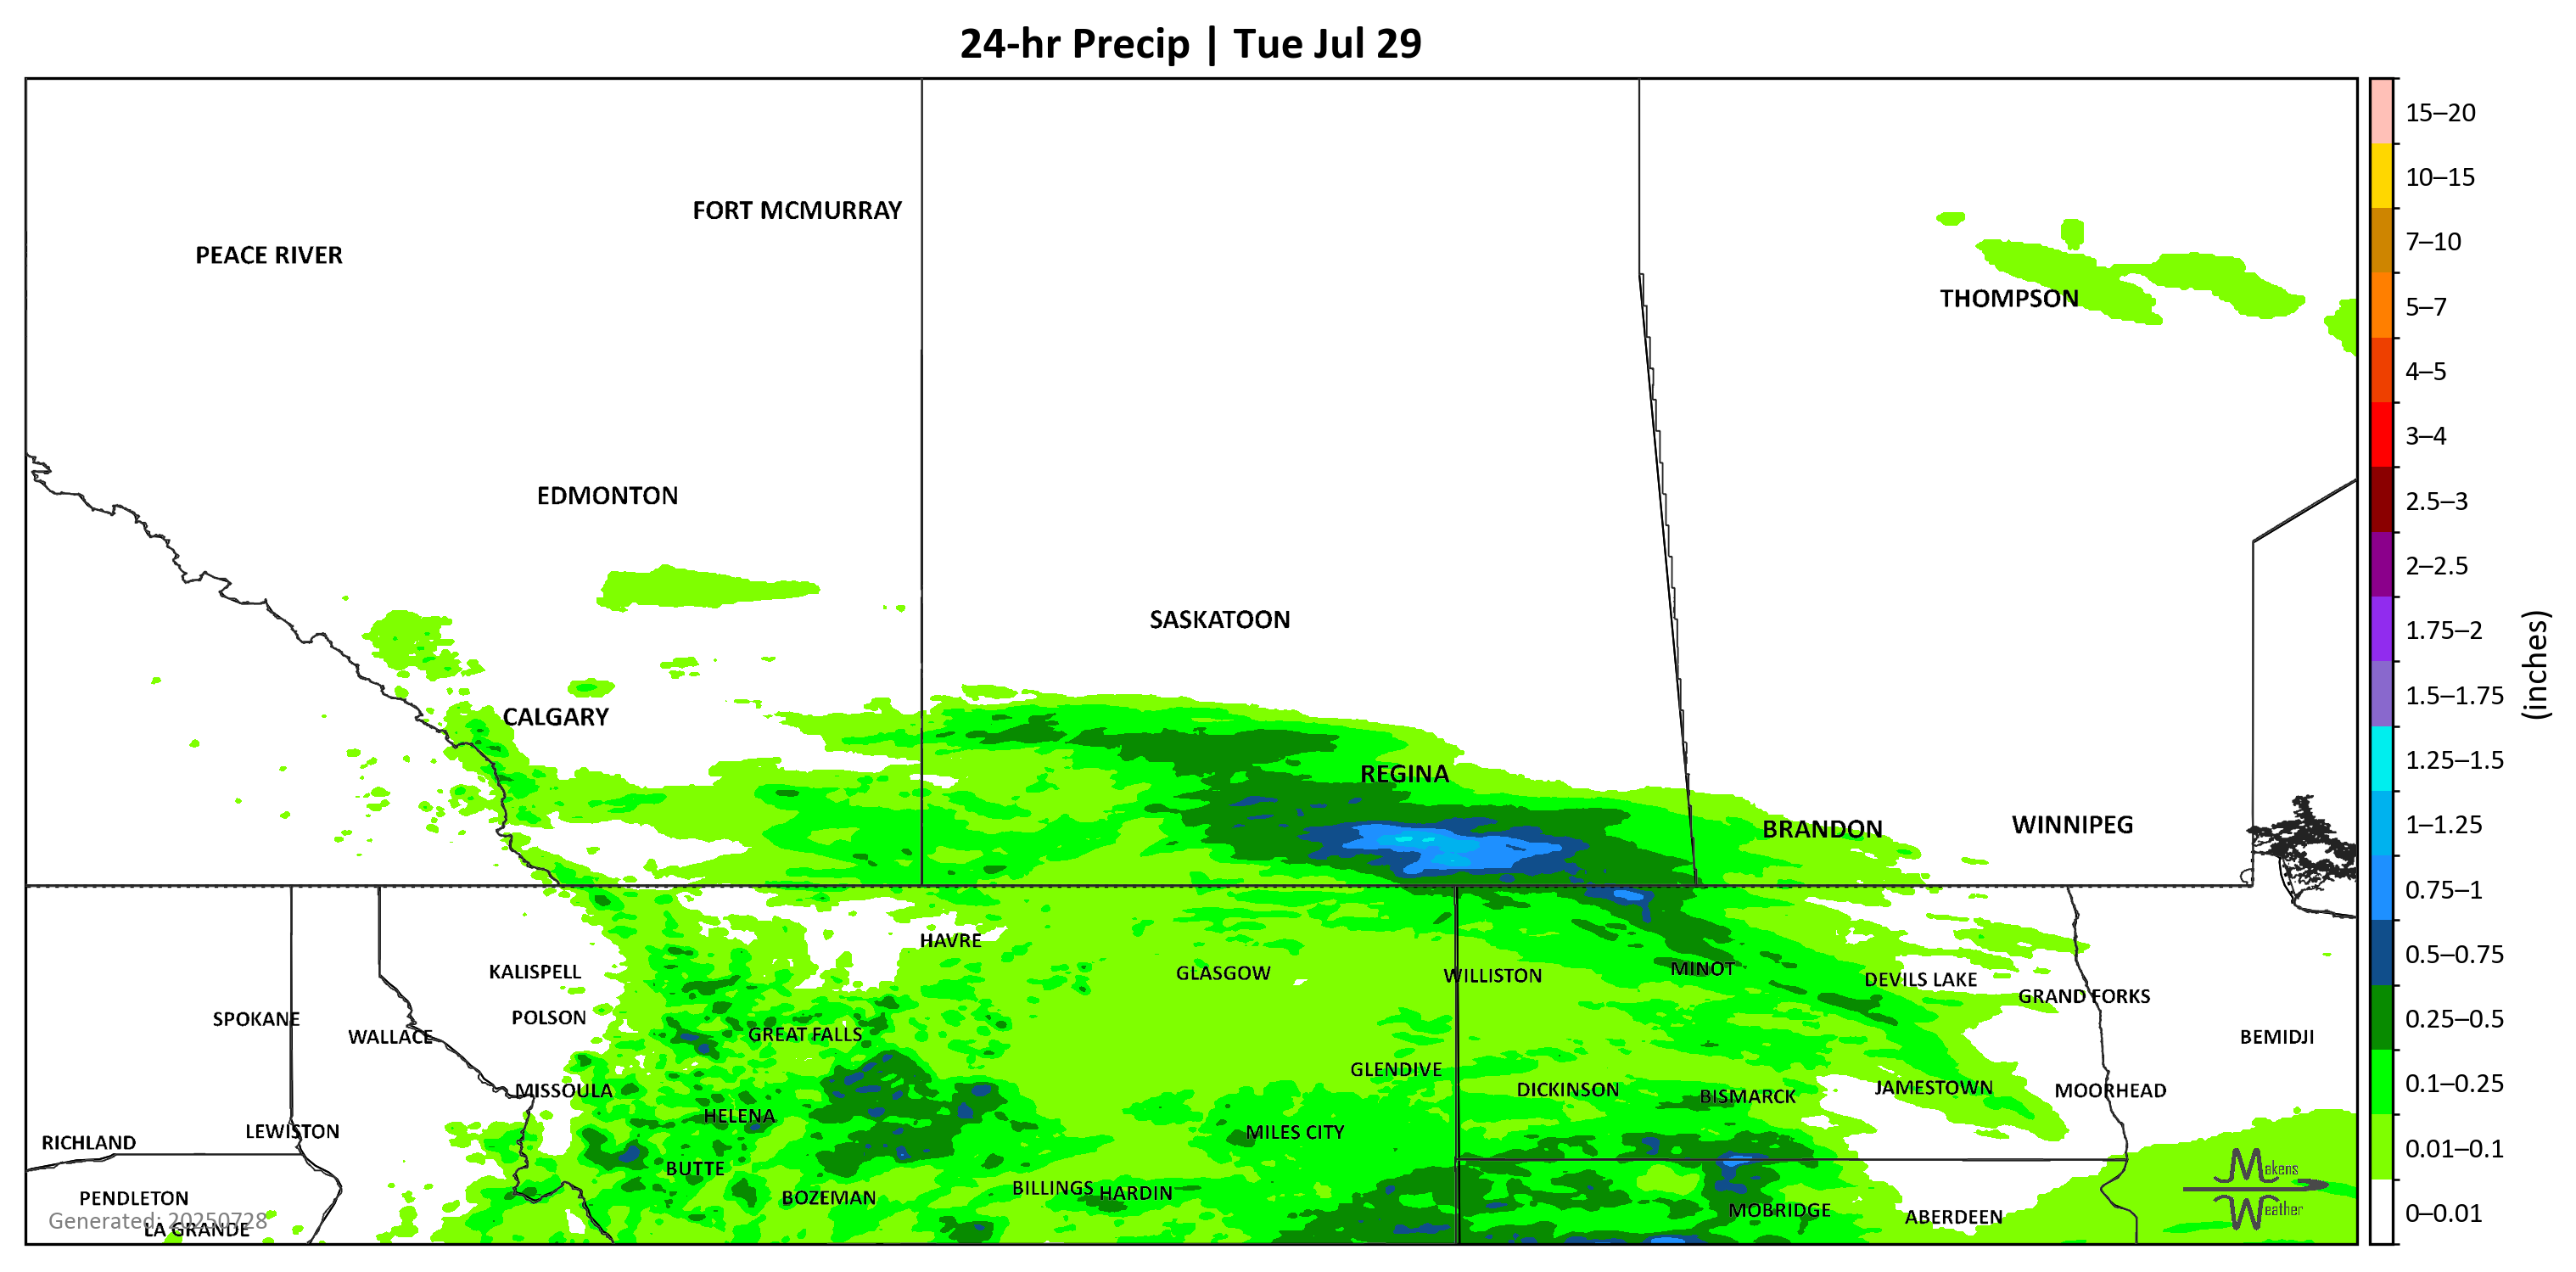 24-hr Precip | Tue Jul 29
FORT MCMURRAY
PEACE RIVER
THOMPSON
EDMONTON
SASKATOON
CALGARY
REGINA
BRANDON
WINNIPEG
HAVRE
KALISPELL
GLASGOW
WILLISTON
MINOT
DEVILS LAKE
GRAND FORKS
SPOKANE
POLSON
WALLACE
GREAT FALLS
BEMIDJI
GLENDIVE
MISSOULA
DICKINSON
BISMARCK
JAMESTOWN
MOORHEAD
HELENA
LEWISTON
RICHLAND
MILES CITY
BUTTE
BILLINGS
HARDIN
PENDLETON
BOZEMAN
MOBRIDGE
ABERDEEN
Generated: 20250728
LA GRANDE
Makens
Weather
15–20
10–15
7–10
5–7
4–5
3–4
2.5–3
2–2.5
1.75–2
1.5–1.75
1.25–1.5
1–1.25
0.75–1
0.5–0.75
0.25–0.5
0.1–0.25
0.01–0.1
0–0.01
(inches)